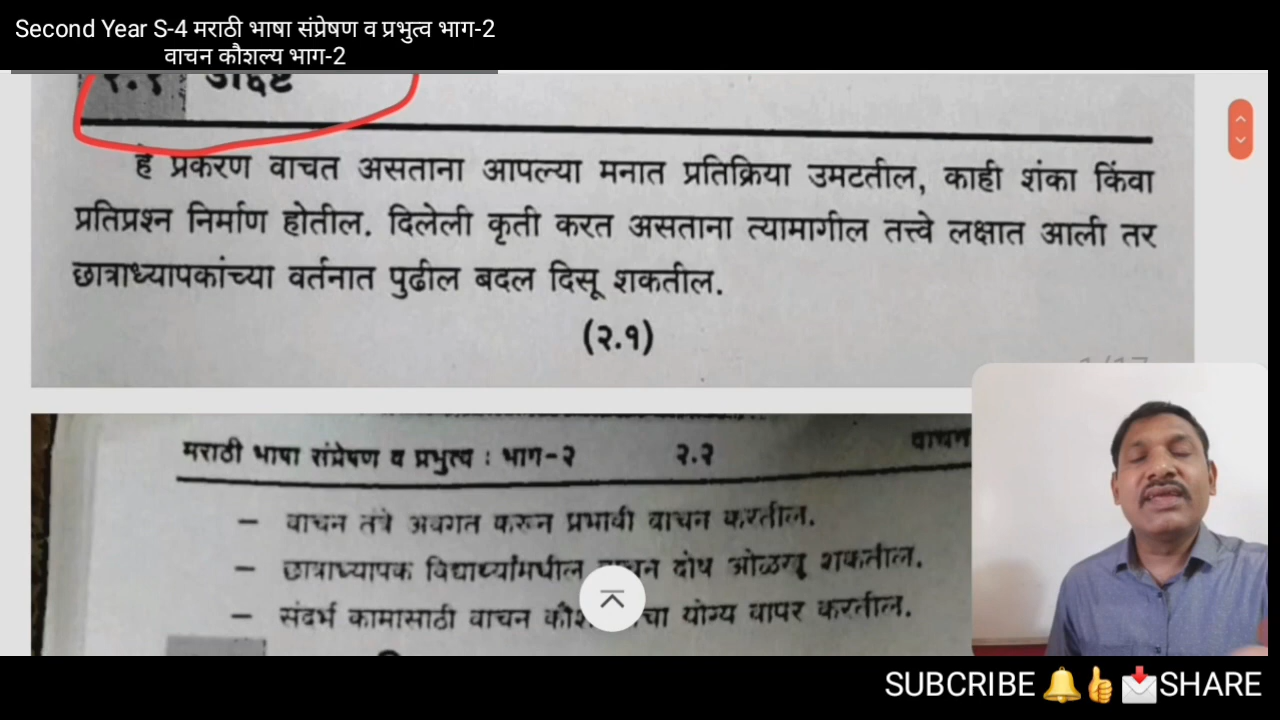 Second Year S-4 मराठी भाषा संप्रेषण व प्रभुत्व भाग-2
वाचन कौशल्य भाग-2
हे प्रकरण वाचत असताना आपल्या मनात प्रतिक्रिया उमटतील, काही शंका किंवा
प्रतिप्रश्न निर्माण होतील. दिलेली कृती करत असताना त्यामागील तत्त्वे लक्षात आली तर
छात्राध्यापकांच्या वर्तनात पुढील बदल दिसू शकतील.
(२.१)
मराठी भाषा संप्रेषण व प्रभुत्व : भाग-२ २.२ वाचन
– वाचन तंत्रे अवगत करून प्रभावी वाचन करतील.
– छात्राध्यापक विद्यार्थ्यांमधील वाचन दोष ओळखू शकतील.
– संदर्भ कामासाठी वाचन योग्य वापर करतील.
SUBCRIBE SHARE